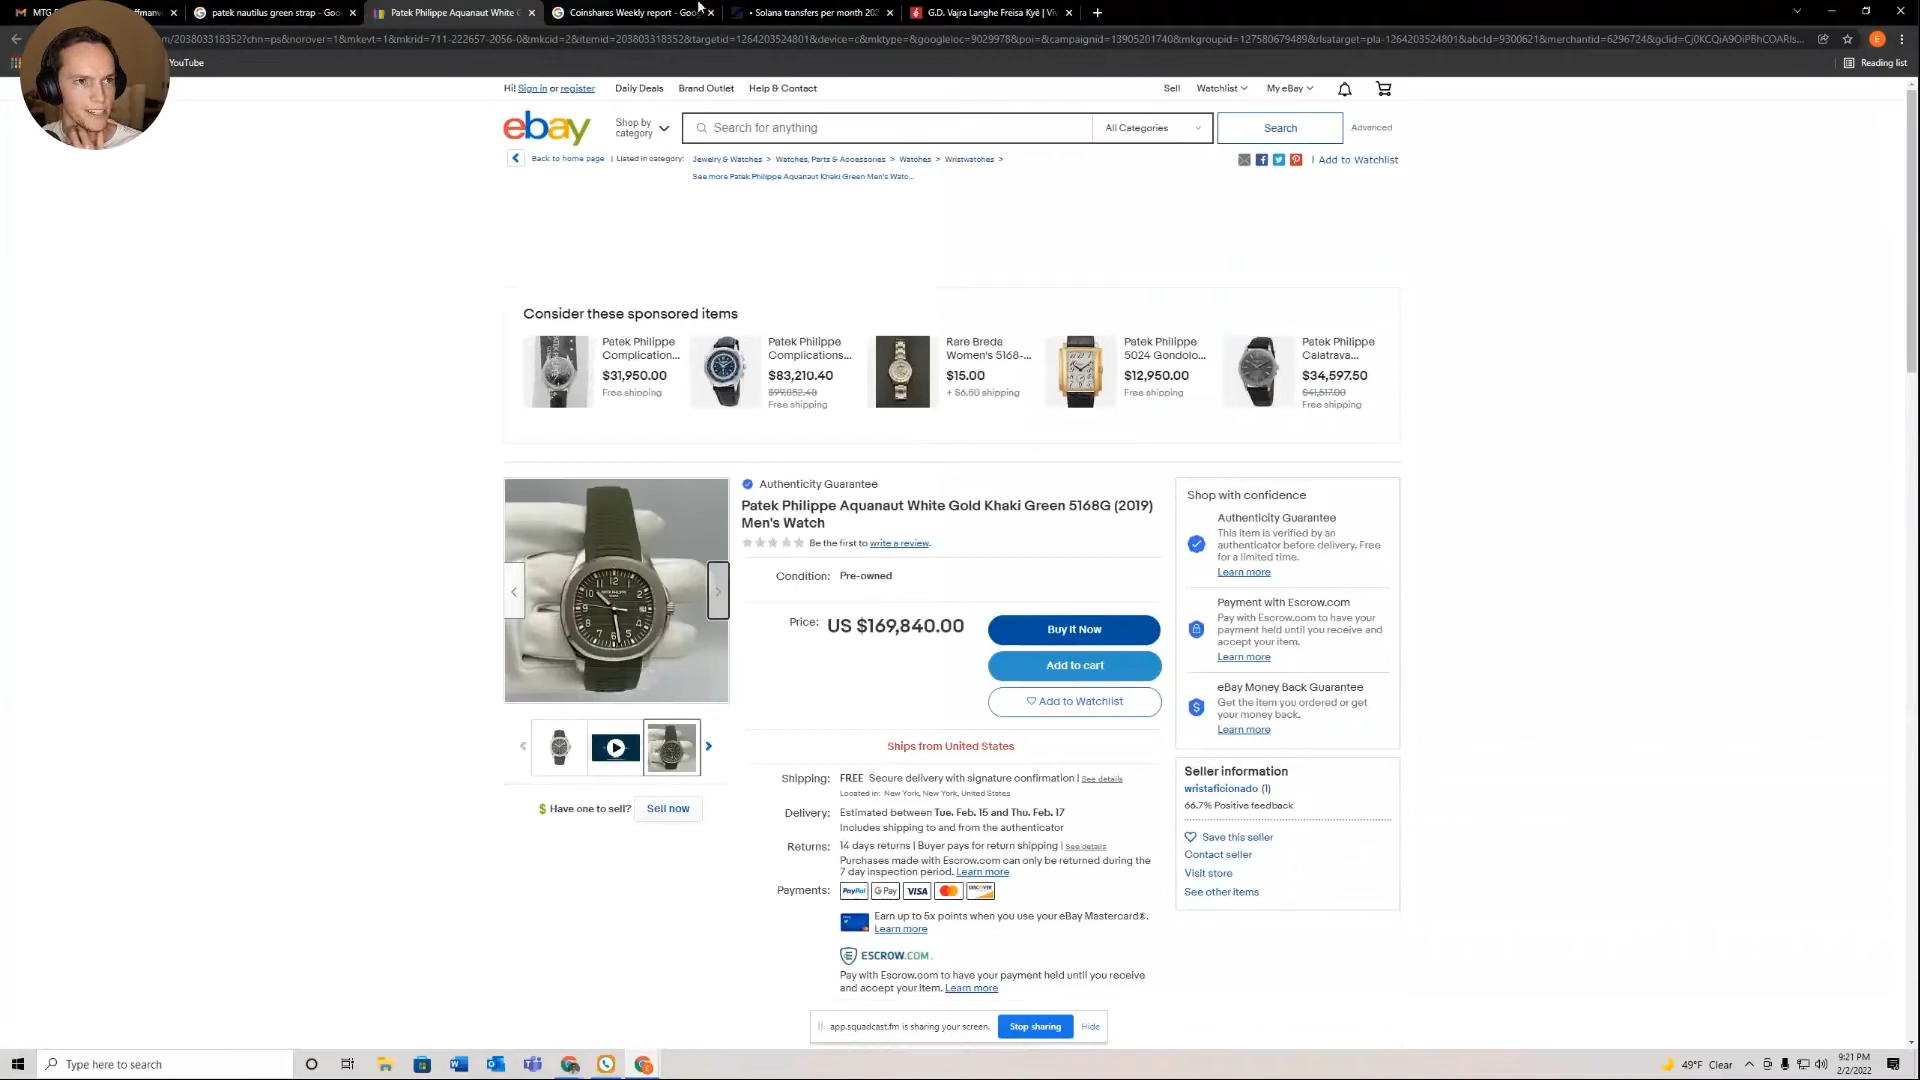 MTG
ffmanv
patek nautilus green strap - Goo
Patek Philippe Aquanaut White G
Coinshares Weekly report - Goo
• Solana transfers per month 202
G.D. Vajra Langhe Freisa Kyè | Viv
YouTube
Reading list
Hi! Sign in or register
Daily Deals
Brand Outlet
Help & Contact
Sell
Watchlist
My eBay
ebay
Shop by
category
Search for anything
All Categories
Search
Advanced
Back to home page | Listed in category:
Jewelry & Watches > Watches, Parts & Accessories > Watches > Wristwatches >
| Add to Watchlist
See more Patek Philippe Aquanaut Khaki Green Men's Watc...
Consider these sponsored items
Patek Philippe
Complication...
$31,950.00
Free shipping
Patek Philippe
Complications...
$83,210.40
$99,852.48
Free shipping
Rare Breda
Women's 5168-...
$15.00
+ $6.50 shipping
Patek Philippe
5024 Gondolo...
$12,950.00
Free shipping
Patek Philippe
Calatrava...
$34,597.50
$41,517.00
Free shipping
Authenticity Guarantee
Patek Philippe Aquanaut White Gold Khaki Green 5168G (2019)
Men's Watch
Be the first to write a review.
Condition: Pre-owned
Price: US $169,840.00
Buy It Now
Add to cart
Add to Watchlist
Ships from United States
Shipping: FREE Secure delivery with signature confirmation | See details
Located in: New York, New York, United States
Delivery: Estimated between Tue. Feb. 15 and Thu. Feb. 17
Includes shipping to and from the authenticator
Returns: 14 days returns | Buyer pays for return shipping | See details
Purchases made with Escrow.com can only be returned during the
7 day inspection period. Learn more
Payments: PayPal G Pay VISA DISCOVER
Earn up to 5x points when you use your eBay Mastercard®.
Learn more
ESCROW.COM.
Pay with Escrow.com to have your payment held until you receive
and accept your item. Learn more
Have one to sell? Sell now
Shop with confidence
Authenticity Guarantee
This item is verified by an
authenticator before delivery. Free
for a limited time.
Learn more
Payment with Escrow.com
Pay with Escrow.com to have your
payment held until you receive and
accept your item.
Learn more
eBay Money Back Guarantee
Get the item you ordered or get
your money back.
Learn more
Seller information
wristaficionado (1)
66.7% Positive feedback
Save this seller
Contact seller
Visit store
See other items
app.squadcast.fm is sharing your screen.
Stop sharing
Hide
Type here to search
49°F Clear
9:21 PM
2/2/2022